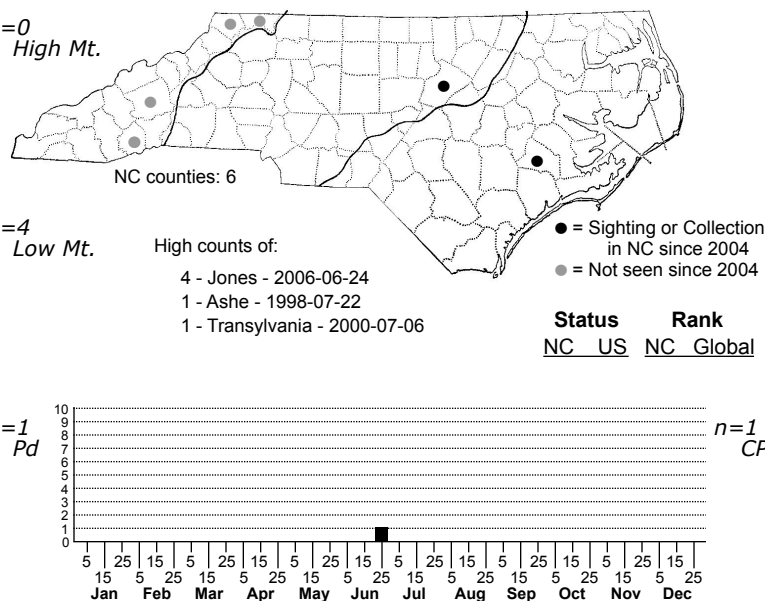 =0
High Mt.
NC counties: 6
=4
Low Mt.
High counts of:
4 - Jones - 2006-06-24
1 - Ashe - 1998-07-22
1 - Transylvania - 2000-07-06
● = Sighting or Collection
in NC since 2004
● = Not seen since 2004
Status Rank
NC US NC Global
=1
Pd
n=1
CP
10
9
8
7
6
5
4
3
2
1
0
5 25 15 5 25 15 5 25 15 5 25 15 5 25 15 5 25 15
15 5 25 15 5 25 15 5 25 15 5 25 15 5 25 15 5 25
Jan Feb Mar Apr May Jun Jul Aug Sep Oct Nov Dec